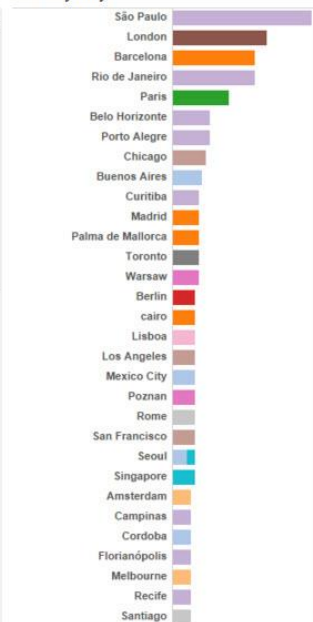 São Paulo
London
Barcelona
Rio de Janeiro
Paris
Belo Horizonte
Porto Alegre
Chicago
Buenos Aires
Curitiba
Madrid
Palma de Mallorca
Toronto
Warsaw
Berlin
cairo
Lisboa
Los Angeles
Mexico City
Poznan
Rome
San Francisco
Seoul
Singapore
Amsterdam
Campinas
Cordoba
Florianópolis
Melbourne
Recife
Santiago